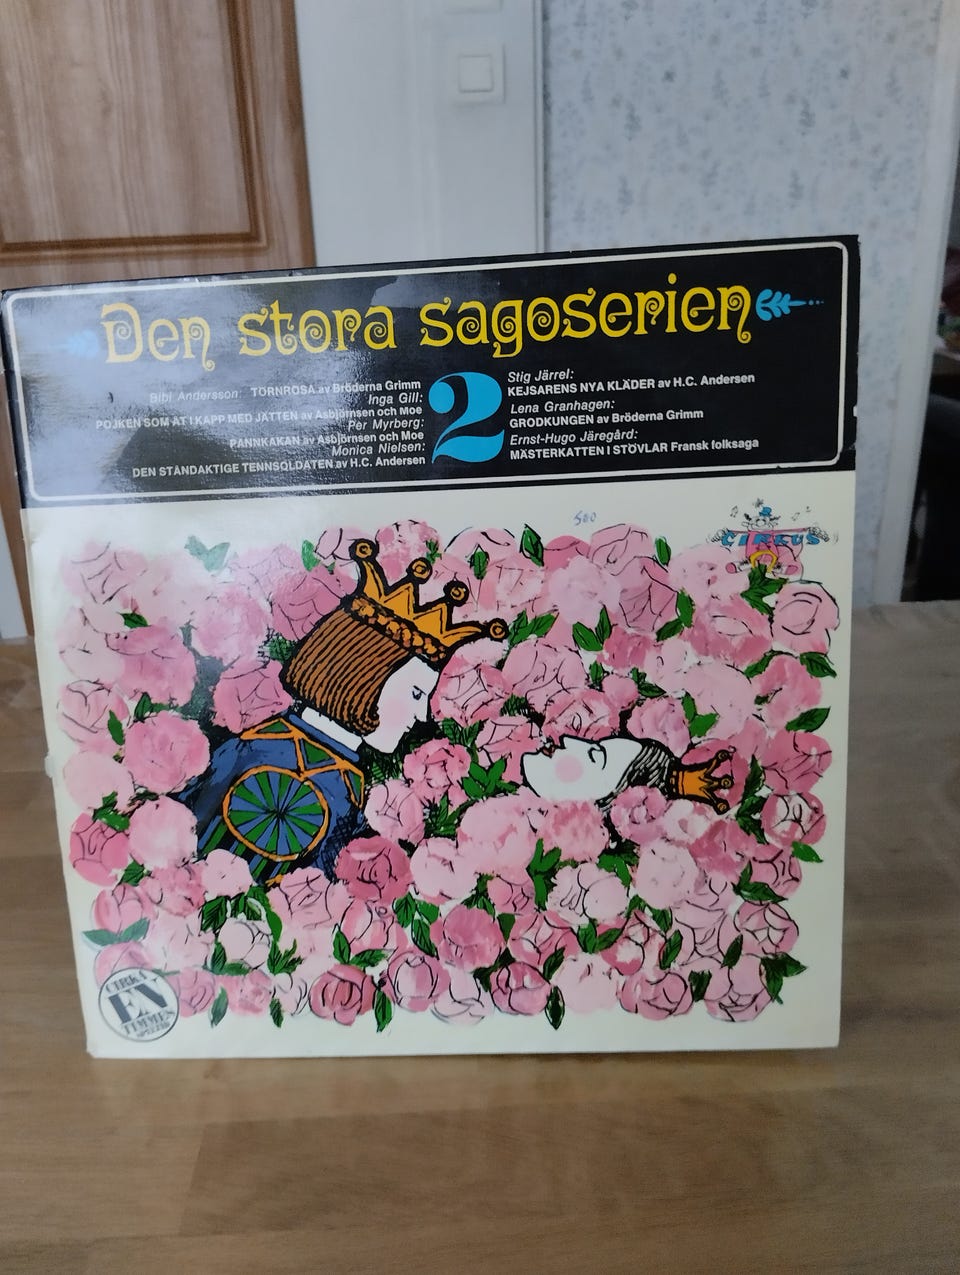 Den stora sagoserien
2
Bibi Andersson: TÖRNROSA av Bröderna Grimm
Inga Gill:
POJKEN SOM ÅT I KAPP MED JÄTTEN av Asbjörnsen och Moe
Per Myrberg:
PANNKAKAN av Asbjörnsen och Moe
Monica Nielsen:
DEN STÅNDAKTIGE TENNSOLDATEN av H.C. Andersen
Stig Järrel:
KEJSARENS NYA KLÄDER av H.C. Andersen
Lena Granhagen:
GRODKUNGEN av Bröderna Grimm
Ernst-Hugo Järegård:
MÄSTERKATTEN I STÖVLAR Fransk folksaga
500
CIRKUS
CIRKA
EN
TIMMES
SPELTID